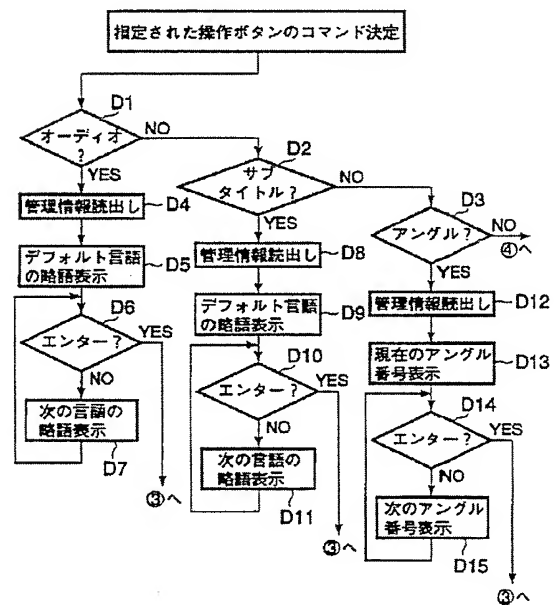 指定された操作ボタンのコマンド決定
D1
オーディオ
?
NO
YES
管理情報読出し
D4
デフォルト言語
の略語表示
D5
D6
エンター?
YES
NO
次の言語の
略語表示
D7
③へ
D2
サブ
タイトル?
NO
YES
管理情報読出し
D8
デフォルト言語
の略語表示
D9
D10
エンター?
YES
NO
次の言語の
略語表示
D11
③へ
D3
アングル?
NO
④へ
YES
管理情報読出し
D12
現在のアングル
番号表示
D13
D14
エンター?
YES
NO
次のアングル
番号表示
D15
③へ